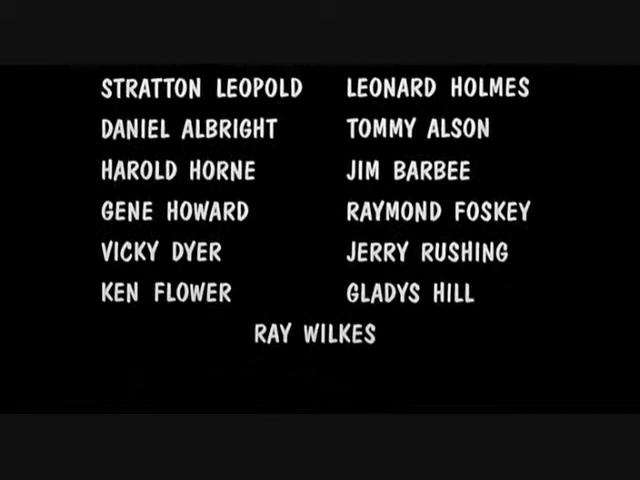 STRATTON LEOPOLD LEONARD HOLMES
DANIEL ALBRIGHT TOMMY ALSON
HAROLD HORNE JIM BARBEE
GENE HOWARD RAYMOND FOSKEY
VICKY DYER JERRY RUSHING
KEN FLOWER GLADYS HILL
RAY WILKES